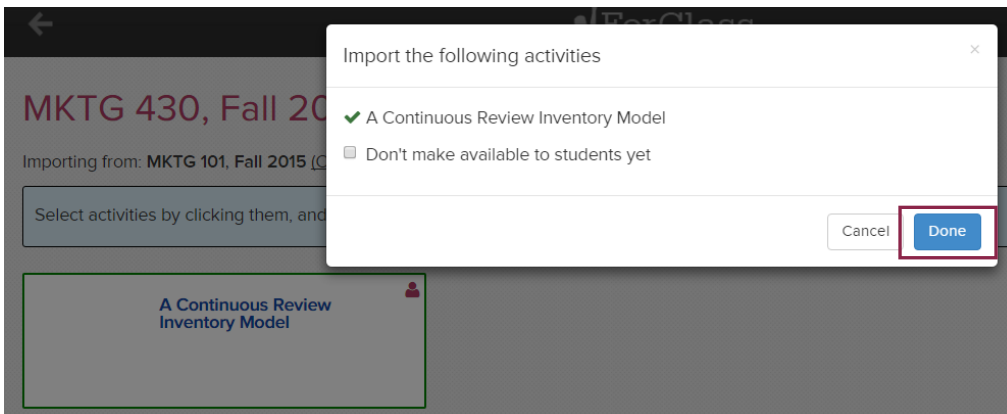 ForClass
Import the following activities
×
MKTG 430, Fall 20
A Continuous Review Inventory Model
Don't make available to students yet
Importing from: MKTG 101, Fall 2015 (C
Select activities by clicking them, and
Cancel
Done
A Continuous Review
Inventory Model